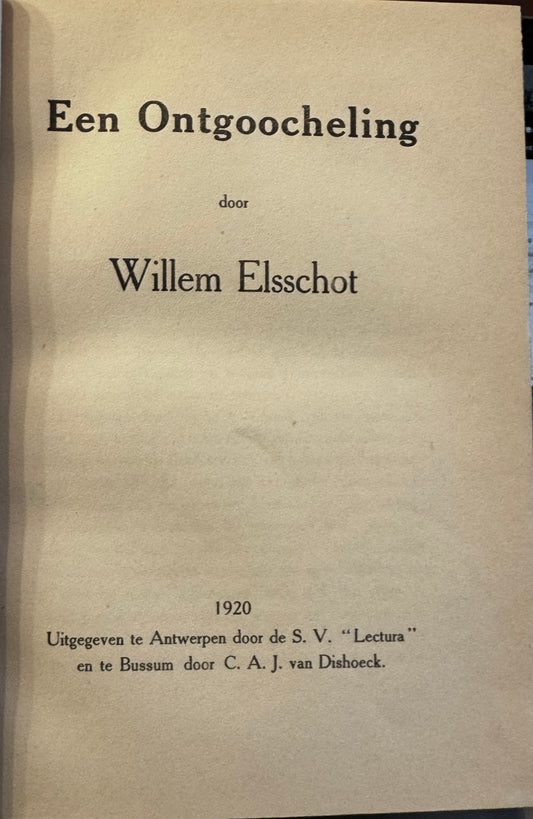 Een Ontgoocheling
door
Willem Elsschot
1920
Uitgegeven te Antwerpen door de S. V. “Lectura”
en te Bussum door C. A. J. van Dishoeck.